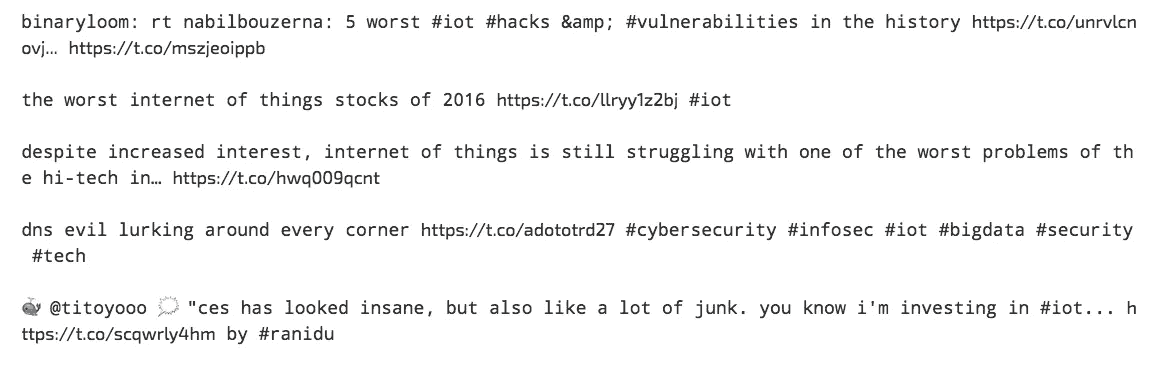 binaryloom: rt nabilbouzerna: 5 worst #iot #hacks &amp; #vulnerabilities in the history https://t.co/unrvlcn
ovj… https://t.co/mszjeoippb
the worst internet of things stocks of 2016 https://t.co/llryy1z2bj #iot
despite increased interest, internet of things is still struggling with one of the worst problems of th
e hi-tech in… https://t.co/hwq009qcnt
dns evil lurking around every corner https://t.co/adototrd27 #cybersecurity #infosec #iot #bigdata #security
#tech
🐳 @titoyooo 💭 "ces has looked insane, but also like a lot of junk. you know i'm investing in #iot... h
ttps://t.co/scqwrly4hm by #ranidu